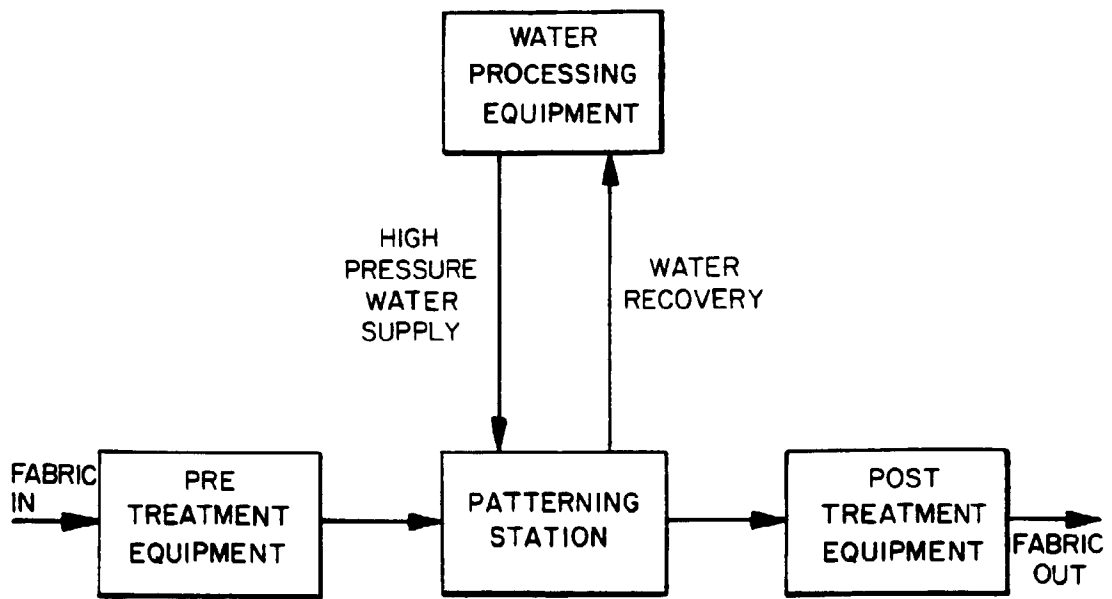 WATER
PROCESSING
EQUIPMENT
HIGH
PRESSURE
WATER
SUPPLY
WATER
RECOVERY
FABRIC
IN
PRE
TREATMENT
EQUIPMENT
PATTERNING
STATION
POST
TREATMENT
EQUIPMENT
FABRIC
OUT